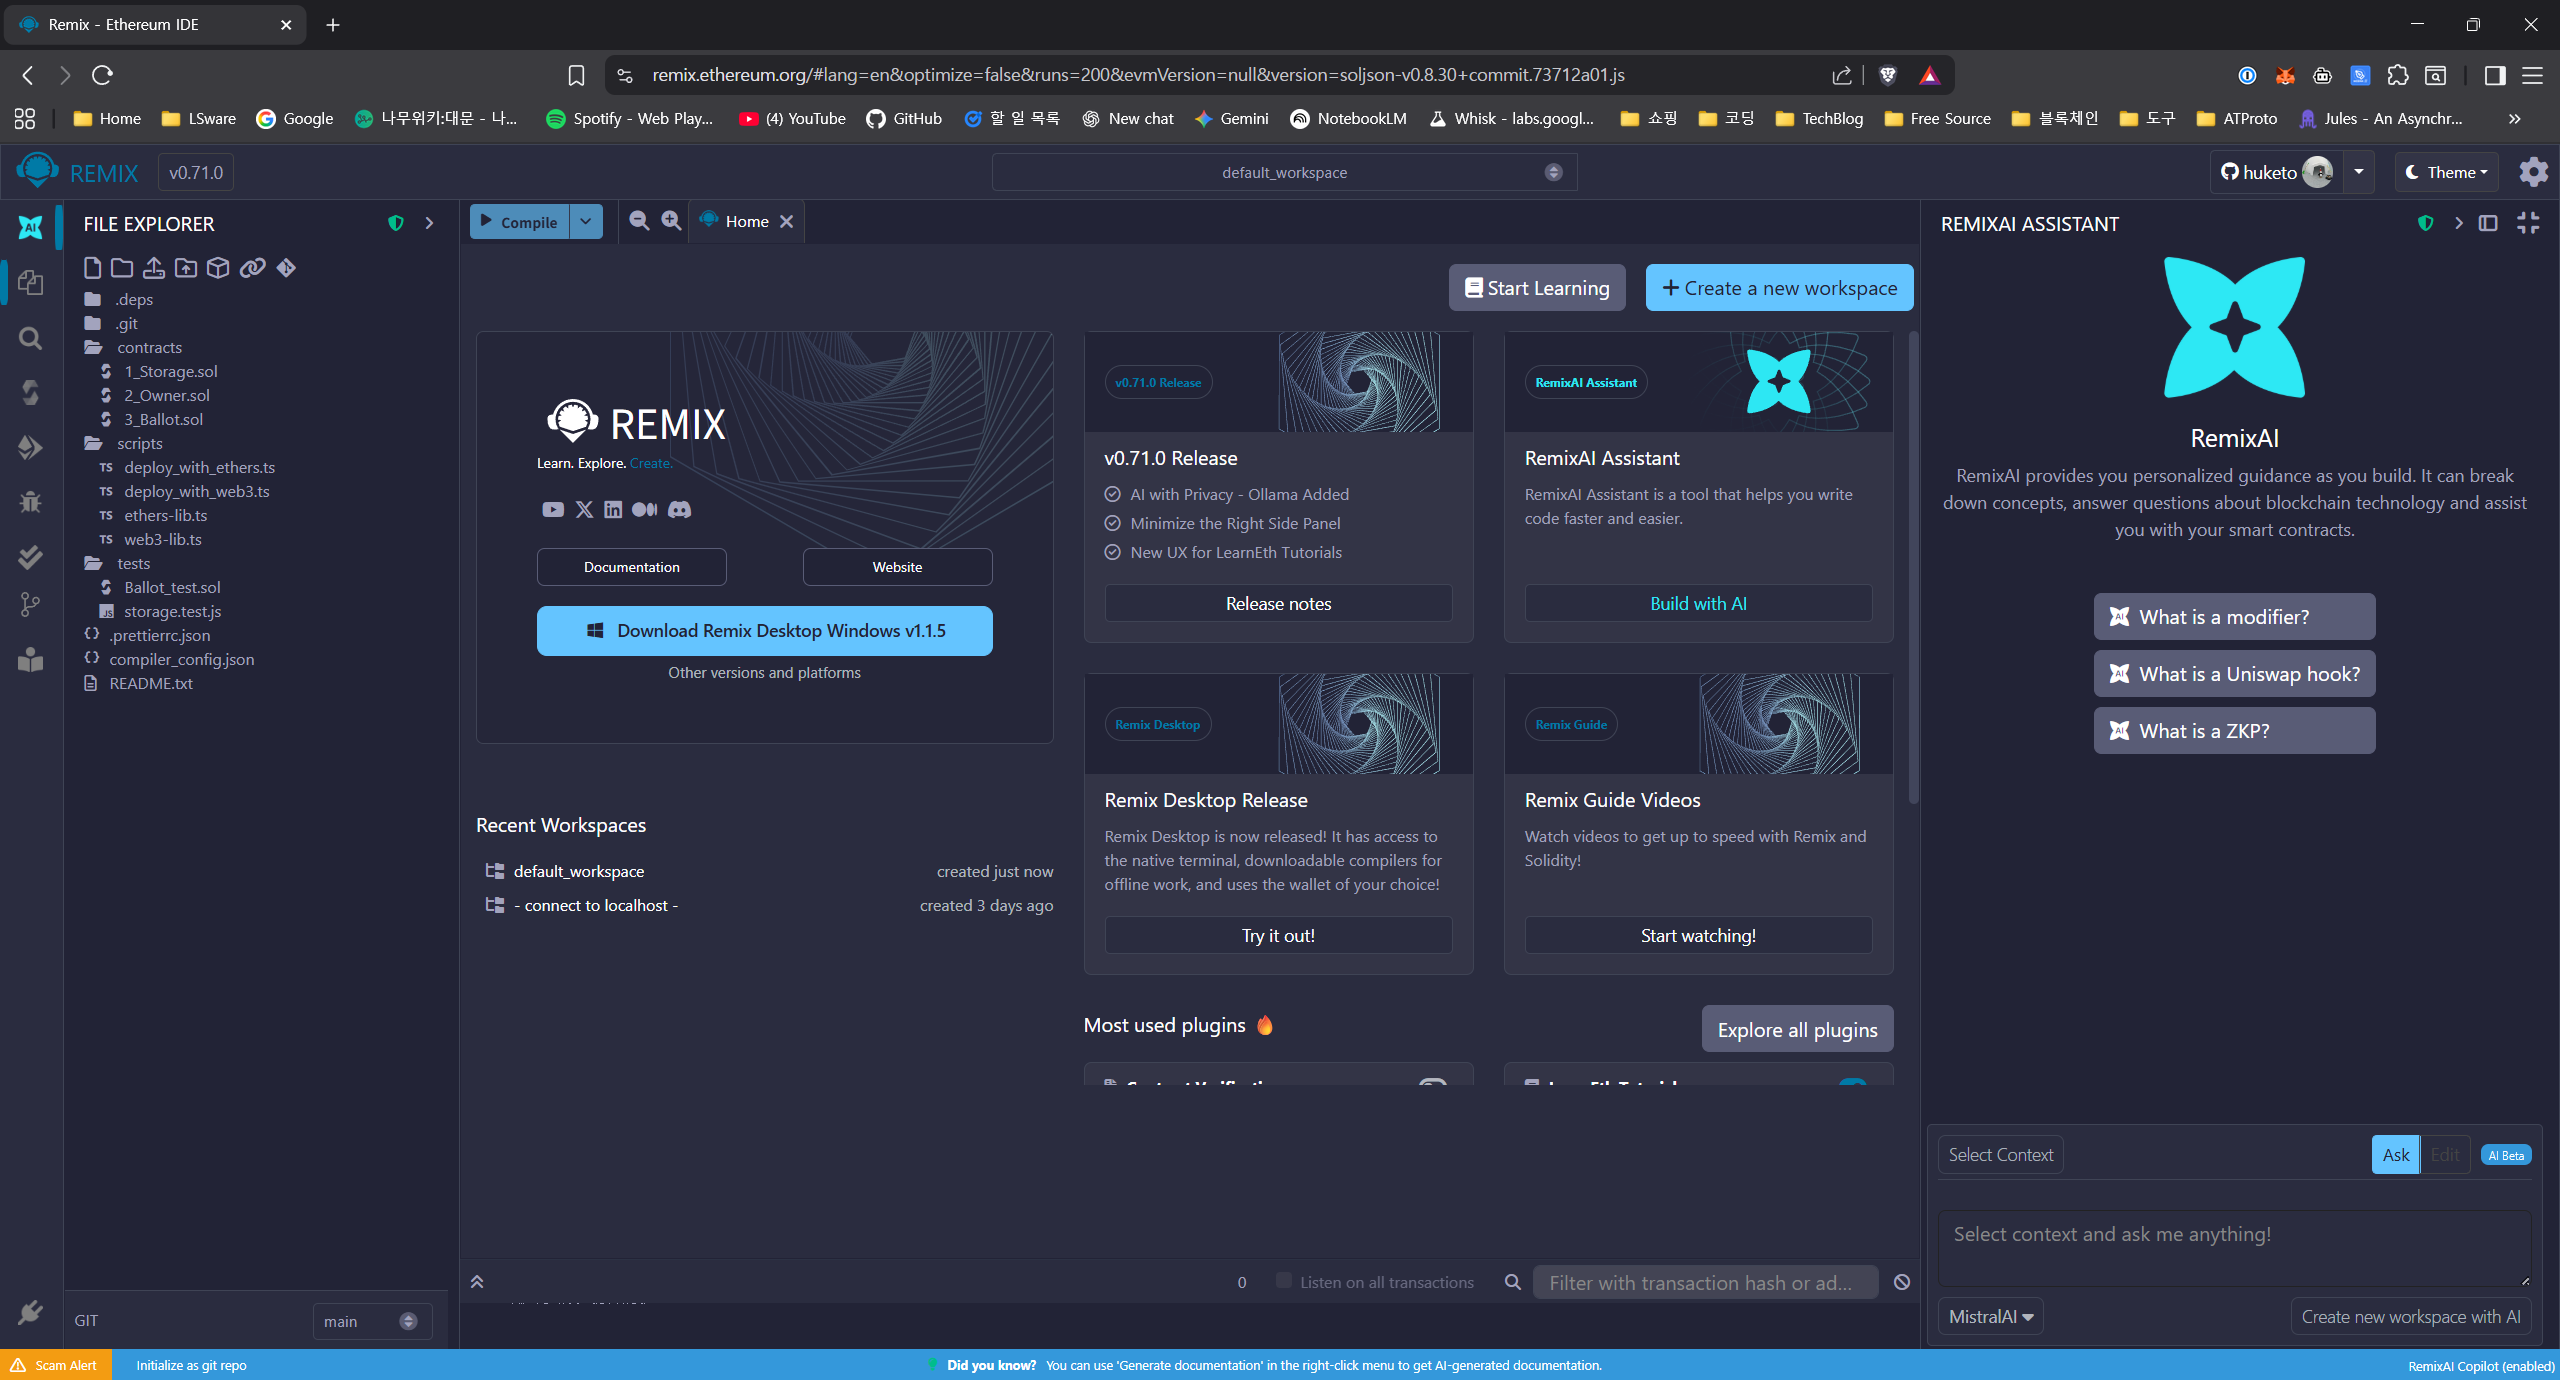 Remix - Ethereum IDE
remix.ethereum.org/#lang=en&optimize=false&runs=200&evmVersion=null&version=soljson-v0.8.30+commit.73712a01.js
Home LSware Google 나무위키:대문 - 나... Spotify - Web Play... (4) YouTube GitHub 할 일 목록 New chat Gemini NotebookLM Whisk - labs.googl... 쇼핑 코딩 TechBlog Free Source 블록체인 도구 ATProto Jules - An Asynchr...
REMIX v0.71.0 default_workspace huketo Theme
FILE EXPLORER
.deps
.git
contracts
1_Storage.sol
2_Owner.sol
3_Ballot.sol
scripts
TS deploy_with_ethers.ts
TS deploy_with_web3.ts
TS ethers-lib.ts
TS web3-lib.ts
tests
Ballot_test.sol
JS storage.test.js
{} .prettierrc.json
{} compiler_config.json
README.txt
GIT main
Compile Home
Start Learning
+ Create a new workspace
REMIX
Learn. Explore. Create.
Documentation
Website
Download Remix Desktop Windows v1.1.5
Other versions and platforms
Recent Workspaces
default_workspace created just now
- connect to localhost - created 3 days ago
v0.71.0 Release
v0.71.0 Release
AI with Privacy - Ollama Added
Minimize the Right Side Panel
New UX for LearnEth Tutorials
Release notes
RemixAI Assistant
RemixAI Assistant
RemixAI Assistant is a tool that helps you write
code faster and easier.
Build with AI
Remix Desktop
Remix Desktop Release
Remix Desktop is now released! It has access to
the native terminal, downloadable compilers for
offline work, and uses the wallet of your choice!
Try it out!
Remix Guide
Remix Guide Videos
Watch videos to get up to speed with Remix and
Solidity!
Start watching!
Most used plugins
Explore all plugins
0 Listen on all transactions Filter with transaction hash or ad...
REMIXAI ASSISTANT
RemixAI
RemixAI provides you personalized guidance as you build. It can break
down concepts, answer questions about blockchain technology and assist
you with your smart contracts.
AI What is a modifier?
AI What is a Uniswap hook?
AI What is a ZKP?
Select Context Ask Edit AI Beta
Select context and ask me anything!
MistralAI Create new workspace with AI
Scam Alert Initialize as git repo Did you know? You can use 'Generate documentation' in the right-click menu to get AI-generated documentation. RemixAI Copilot (enabled)